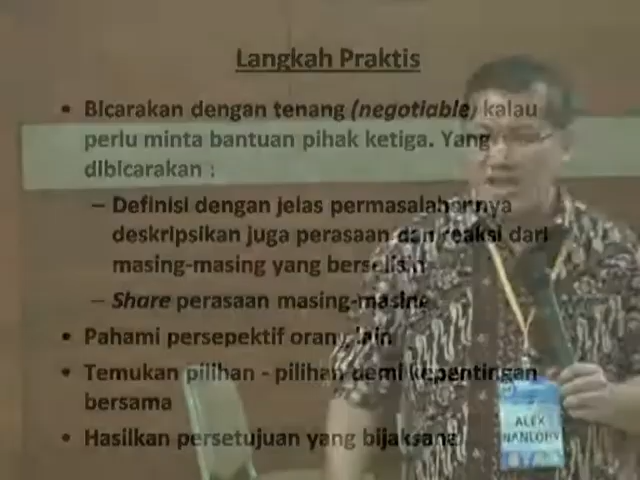 Langkah Praktis
• Bicarakan dengan tenang (negotiable) kalau
perlu minta bantuan pihak ketiga. Yang
dibicarakan :
– Definisi dengan jelas permasalahannya
deskripsikan juga perasaan dan reaksi dari
masing-masing yang berselisih
– Share perasaan masing-masing
• Pahami persepektif orang lain
• Temukan pilihan - pilihan demi kepentingan
bersama
• Hasilkan persetujuan yang bijaksana
ALEX
NANLOHY